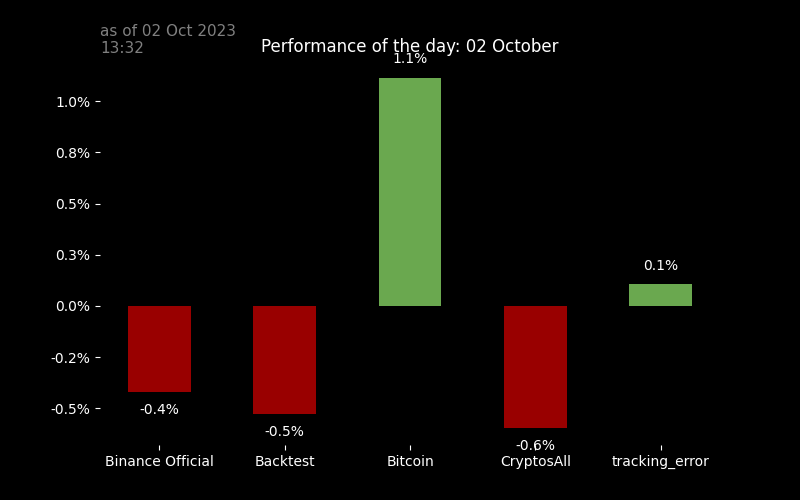 as of 02 Oct 2023
13:32
Performance of the day: 02 October
1.1%
1.0%
0.8%
0.5%
0.3%
0.1%
0.0%
-0.2%
-0.5%
-0.4%
-0.5%
-0.6%
Binance Official
Backtest
Bitcoin
CryptosAll
tracking_error